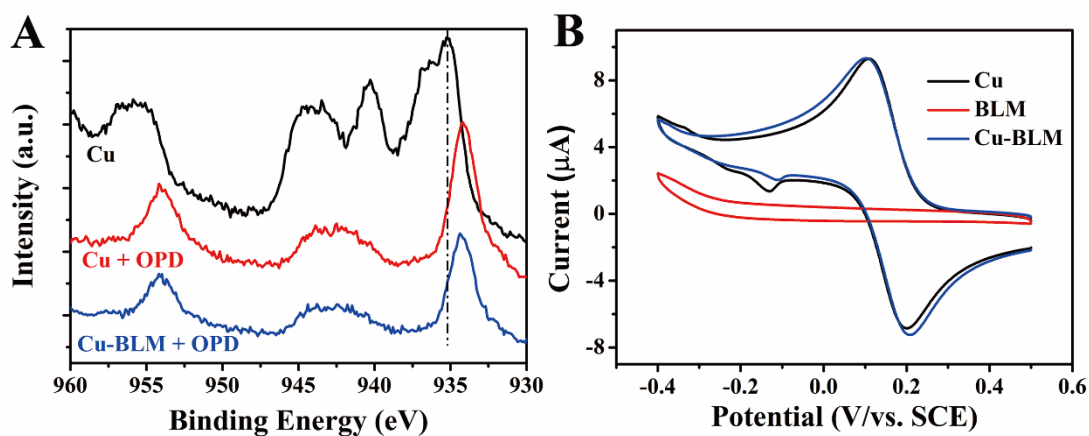 A
Intensity (a.u.)
Cu
Cu + OPD
Cu-BLM + OPD
960 955 950 945 940 935 930
Binding Energy (eV)
B
Current (μA)
8
4
0
-4
-8
Cu
BLM
Cu-BLM
-0.4 -0.2 0.0 0.2 0.4 0.6
Potential (V/vs. SCE)